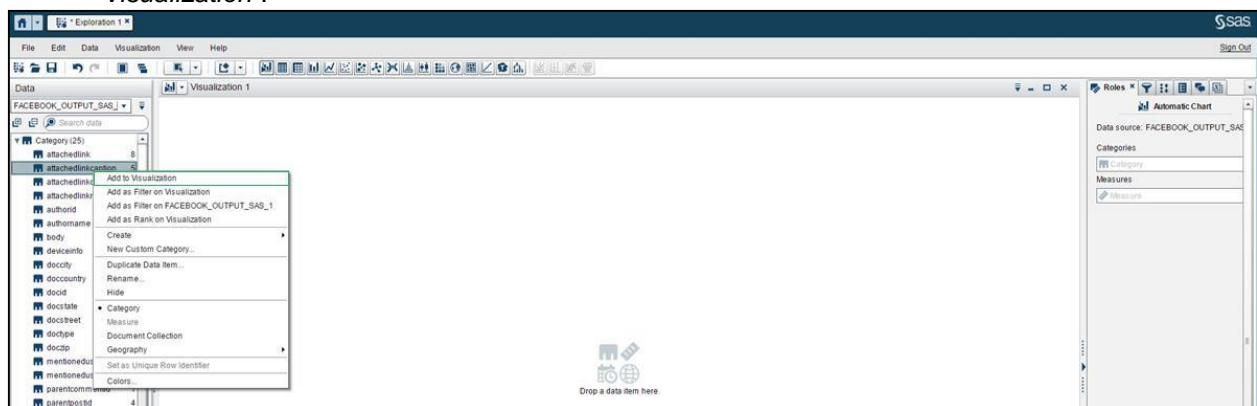 Visualization".
* Exploration 1
sas
File Edit Data Visualization View Help
Sign Out
Data
Visualization 1
Roles
FACEBOOK_OUTPUT_SAS_
Automatic Chart
Search data
Data source: FACEBOOK_OUTPUT_SAS
Category (25)
attachedlink 8
Categories
attachedlinkcaption 5
Category
Add to Visualization
Measures
Add as Filter on Visualization
Measure
Add as Filter on FACEBOOK_OUTPUT_SAS_1
authorid
Add as Rank on Visualization
authorname
body
Create
deviceinfo
New Custom Category...
doccity
Duplicate Data Item...
doccountry
Rename...
docid
Hide
docstate
Category
docstreet
Measure
doctype
Document Collection
doczip
Geography
mentionedus
Set as Unique Row Identifier
mentionedus
Colors...
parentpostid 4
Drop a data item here.